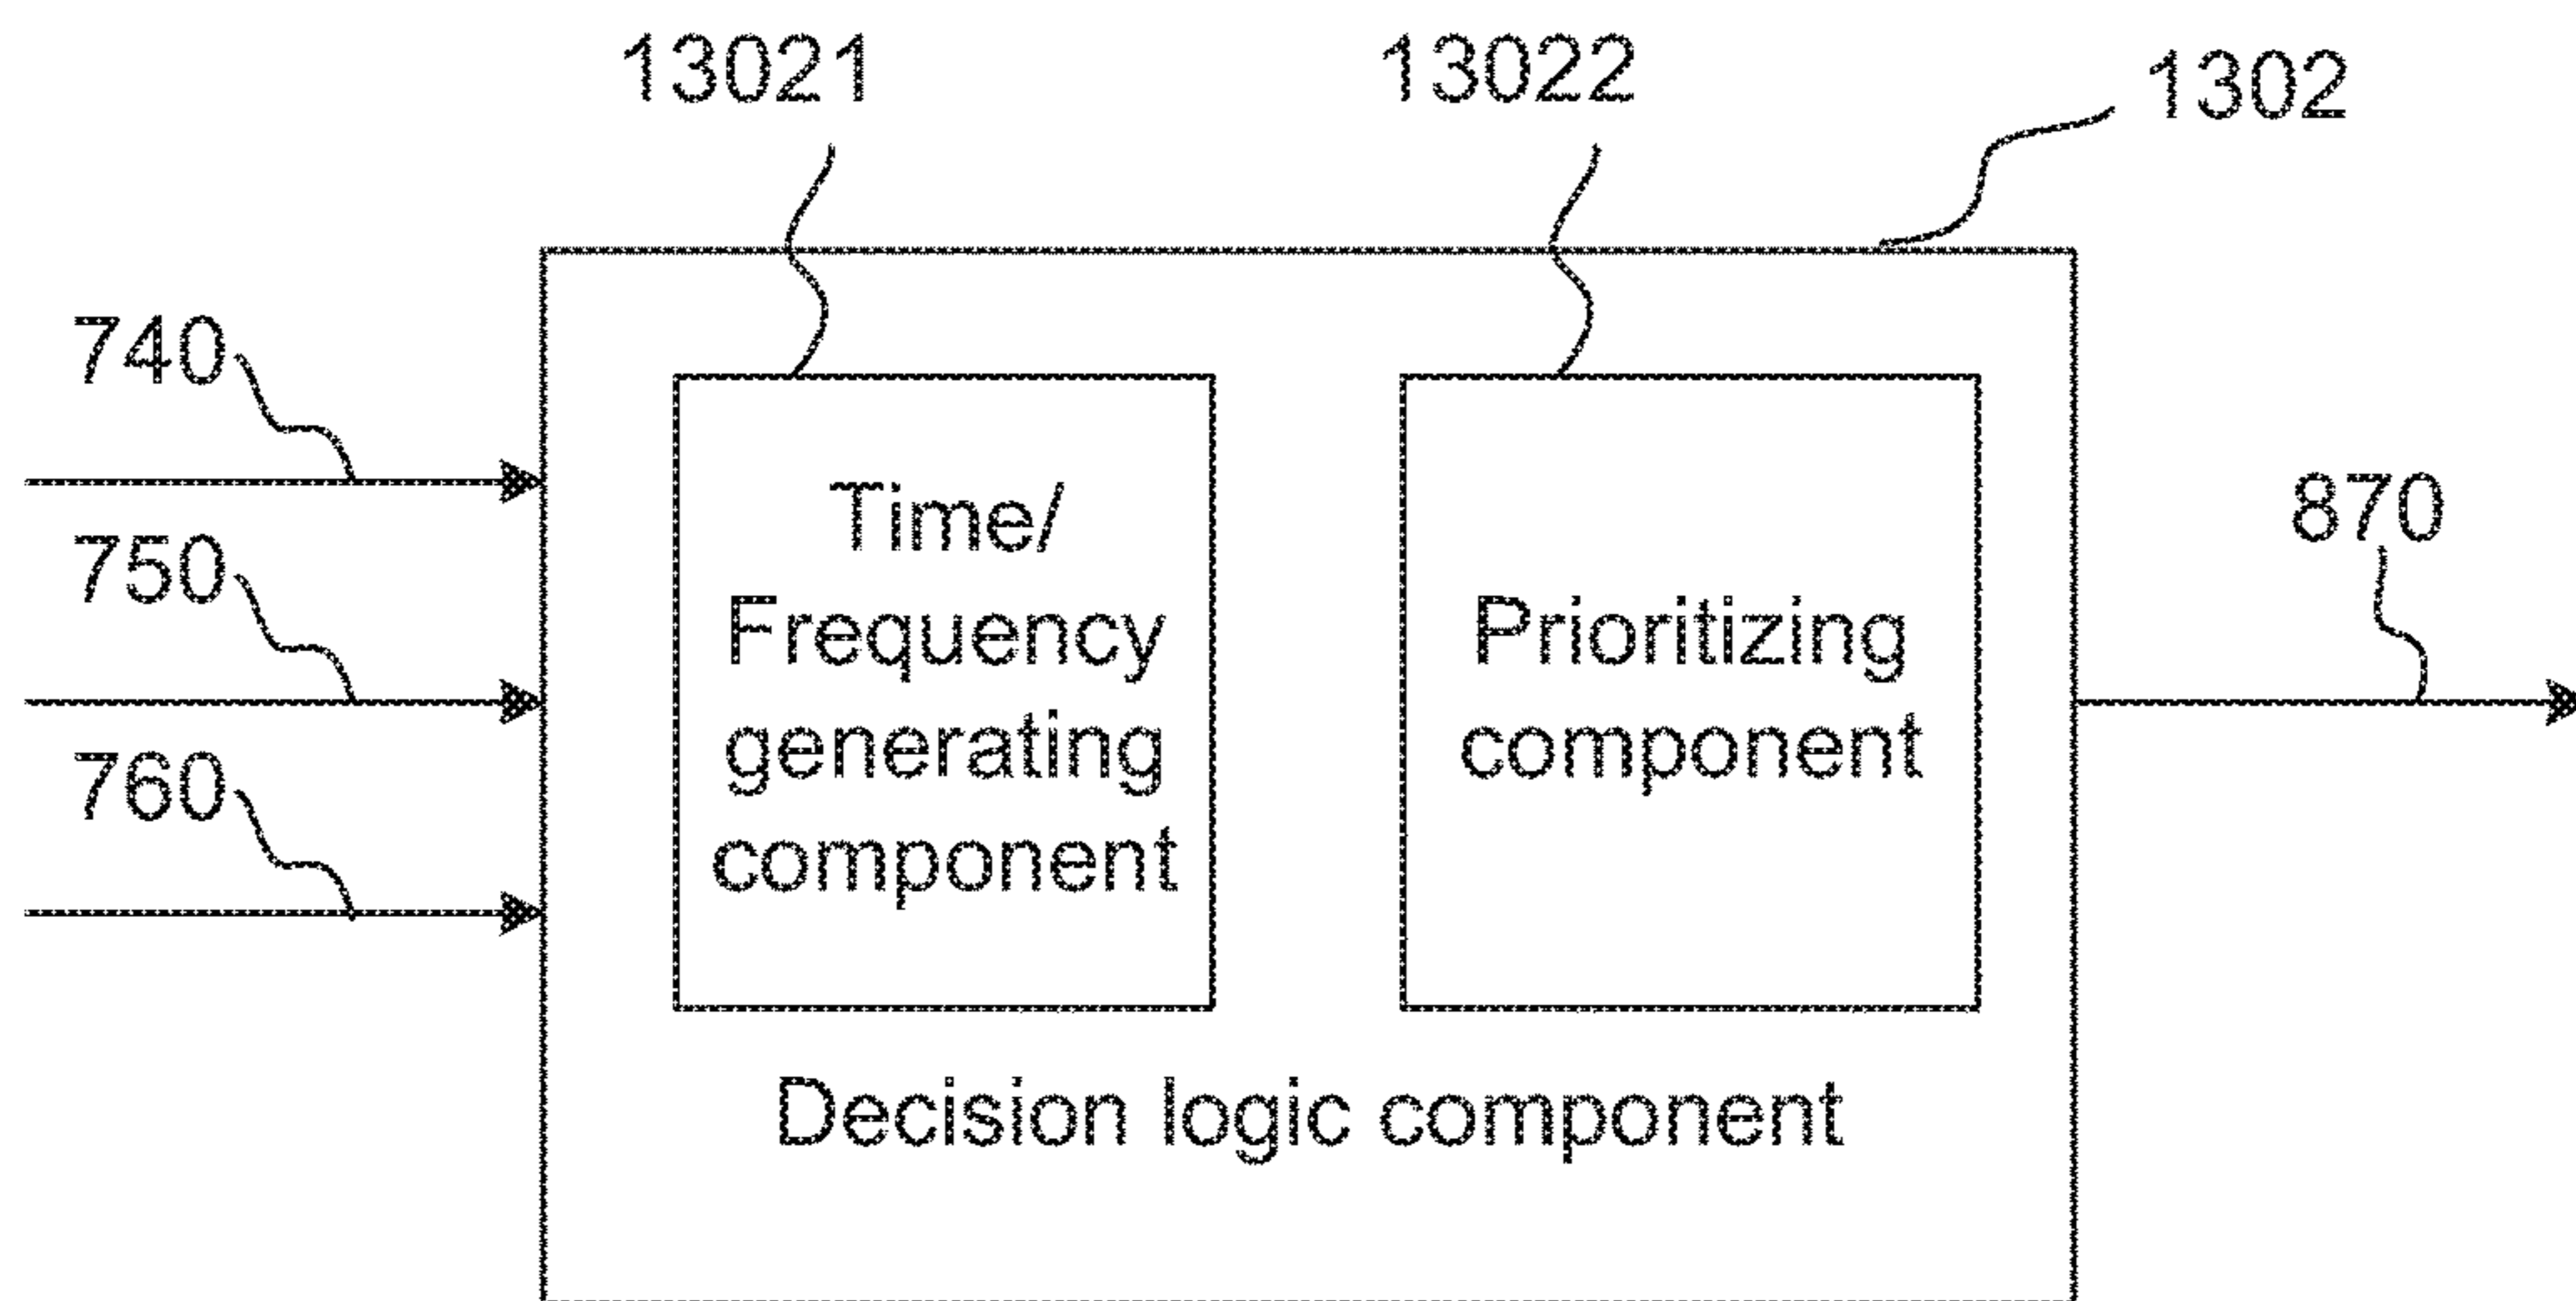 13021
13022
1302
740
750
760
870
Time/
Frequency
generating
component
Prioritizing
component
Decision logic component